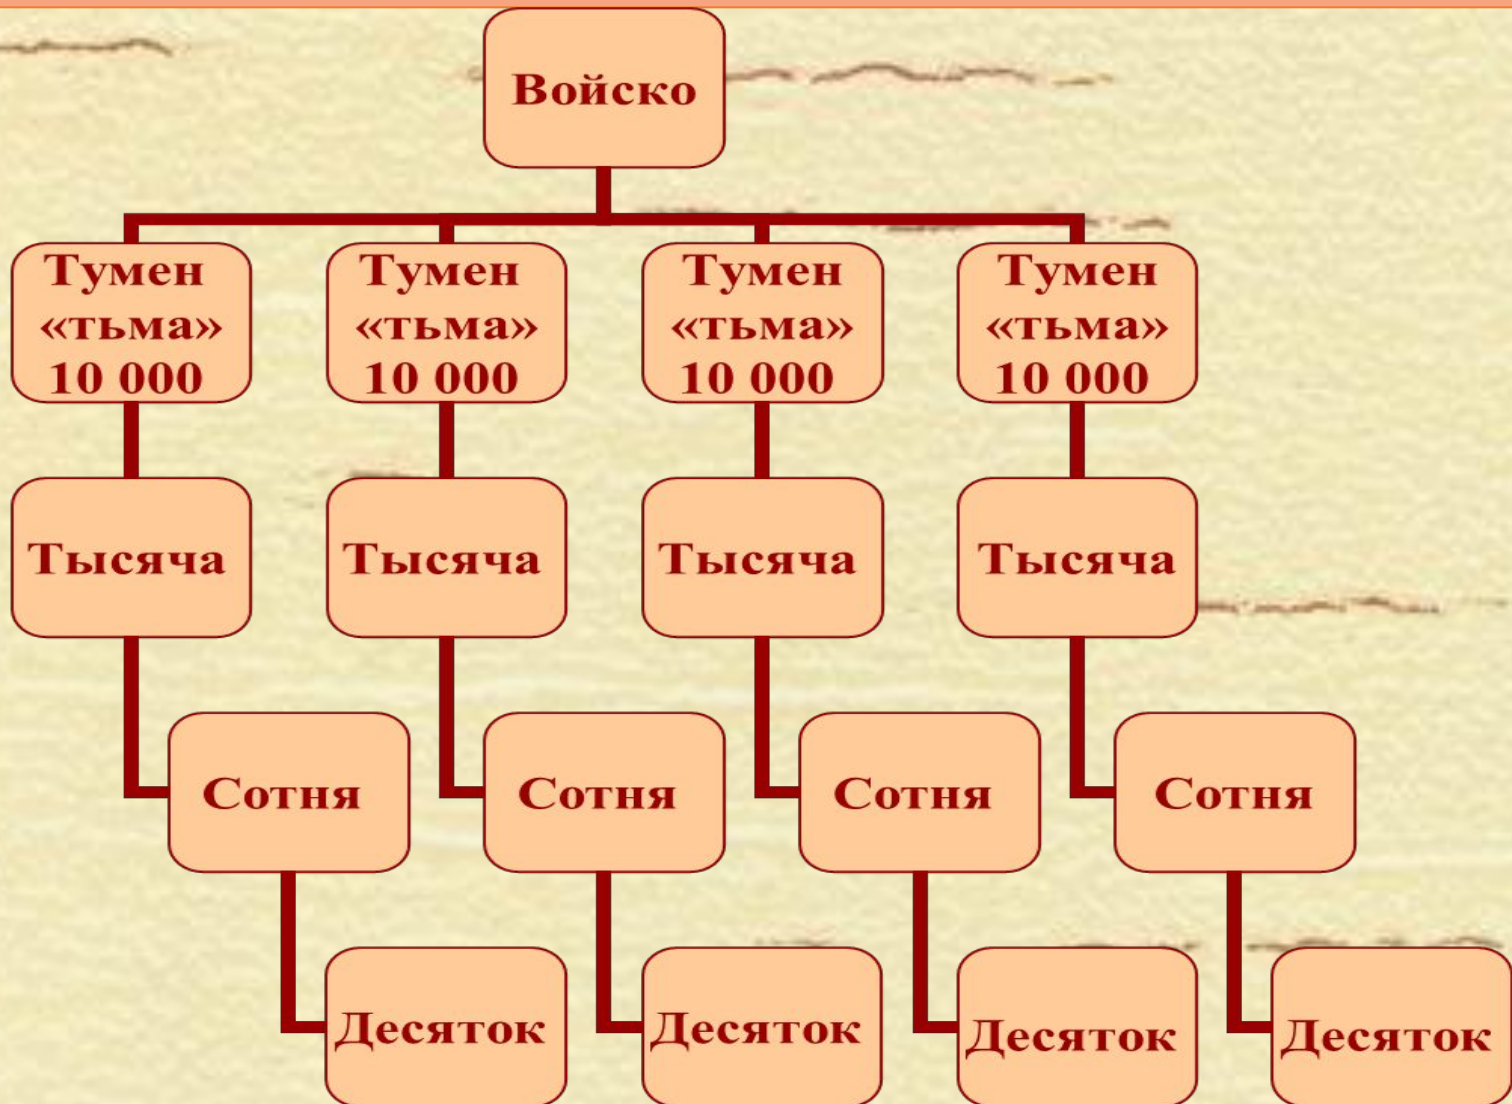 Войско
Тумен
«тьма»
10 000
Тумен
«тьма»
10 000
Тумен
«тьма»
10 000
Тумен
«тьма»
10 000
Тысяча
Тысяча
Тысяча
Тысяча
Сотня
Сотня
Сотня
Сотня
Десяток
Десяток
Десяток
Десяток